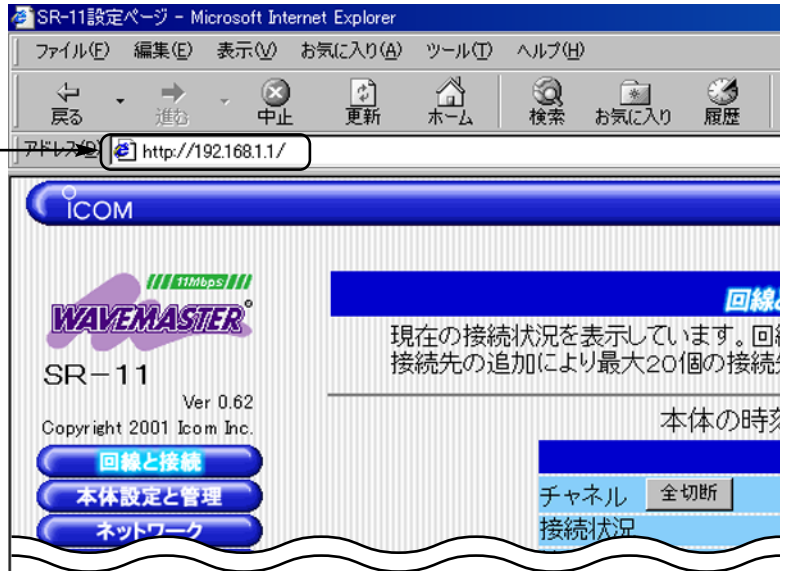 SR-11設定ページ - Microsoft Internet Explorer
ファイル(F) 編集(E) 表示(V) お気に入り(A) ツール(T) ヘルプ(H)
戻る 進む 中止 更新 ホーム 検索 お気に入り 履歴
アドレス(D) http://192.168.1.1/
ICOM
11Mbps
WAVEMASTER
SR-11
Ver 0.62
Copyright 2001 Icom Inc.
回線と接続
本体設定と管理
ネットワーク
回線
現在の接続状況を表示しています。回
接続先の追加により最大20個の接続
本体の時刻
チャネル 全切断
接続状況